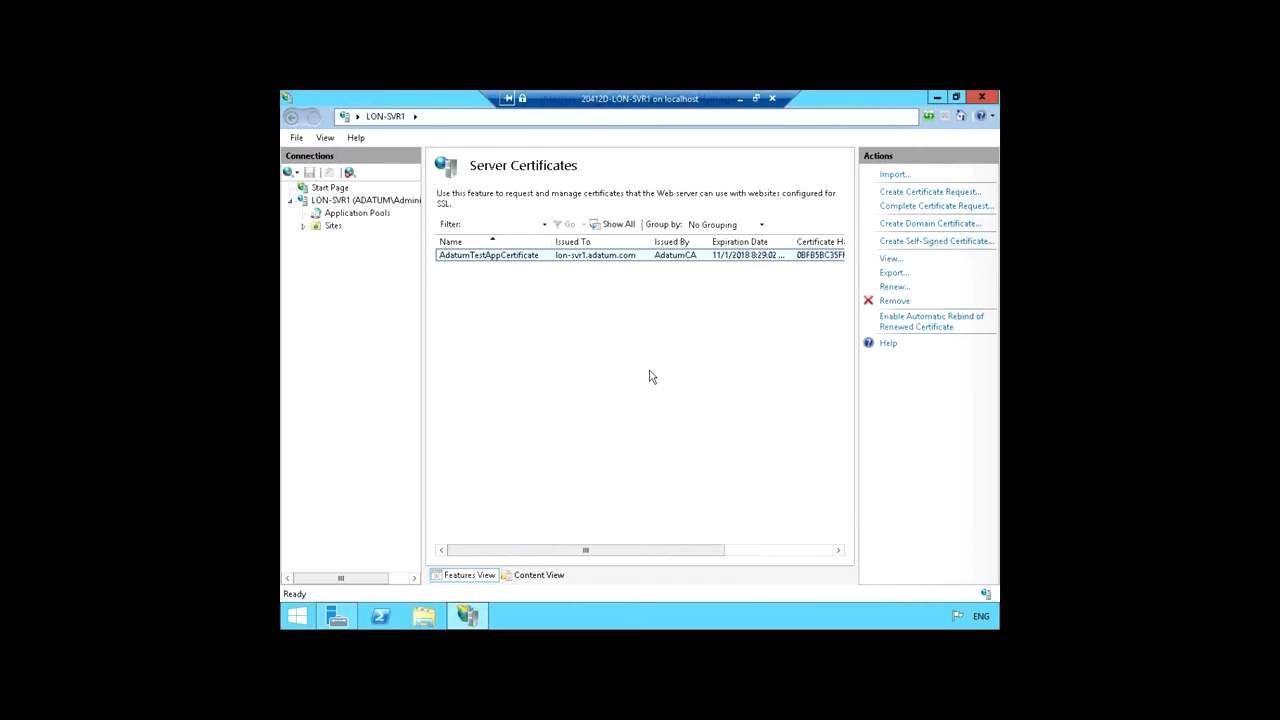 20412D-LON-SVR1 on localhost
LON-SVR1
File View Help
Connections
Start Page
LON-SVR1 (ADATUM\Admini
Application Pools
Sites
Server Certificates
Use this feature to request and manage certificates that the Web server can use with websites configured for
SSL.
Filter: Go Show All Group by: No Grouping
Name Issued To Issued By Expiration Date Certificate Ha
AdatumTestAppCertificate lon-svr1.adatum.com AdatumCA 11/1/2018 8:29:02 ... 0BFB5BC35FF
Features View Content View
Actions
Import...
Create Certificate Request...
Complete Certificate Request...
Create Domain Certificate...
Create Self-Signed Certificate...
View...
Export...
Renew...
Remove
Enable Automatic Rebind of
Renewed Certificate
Help
Ready
ENG